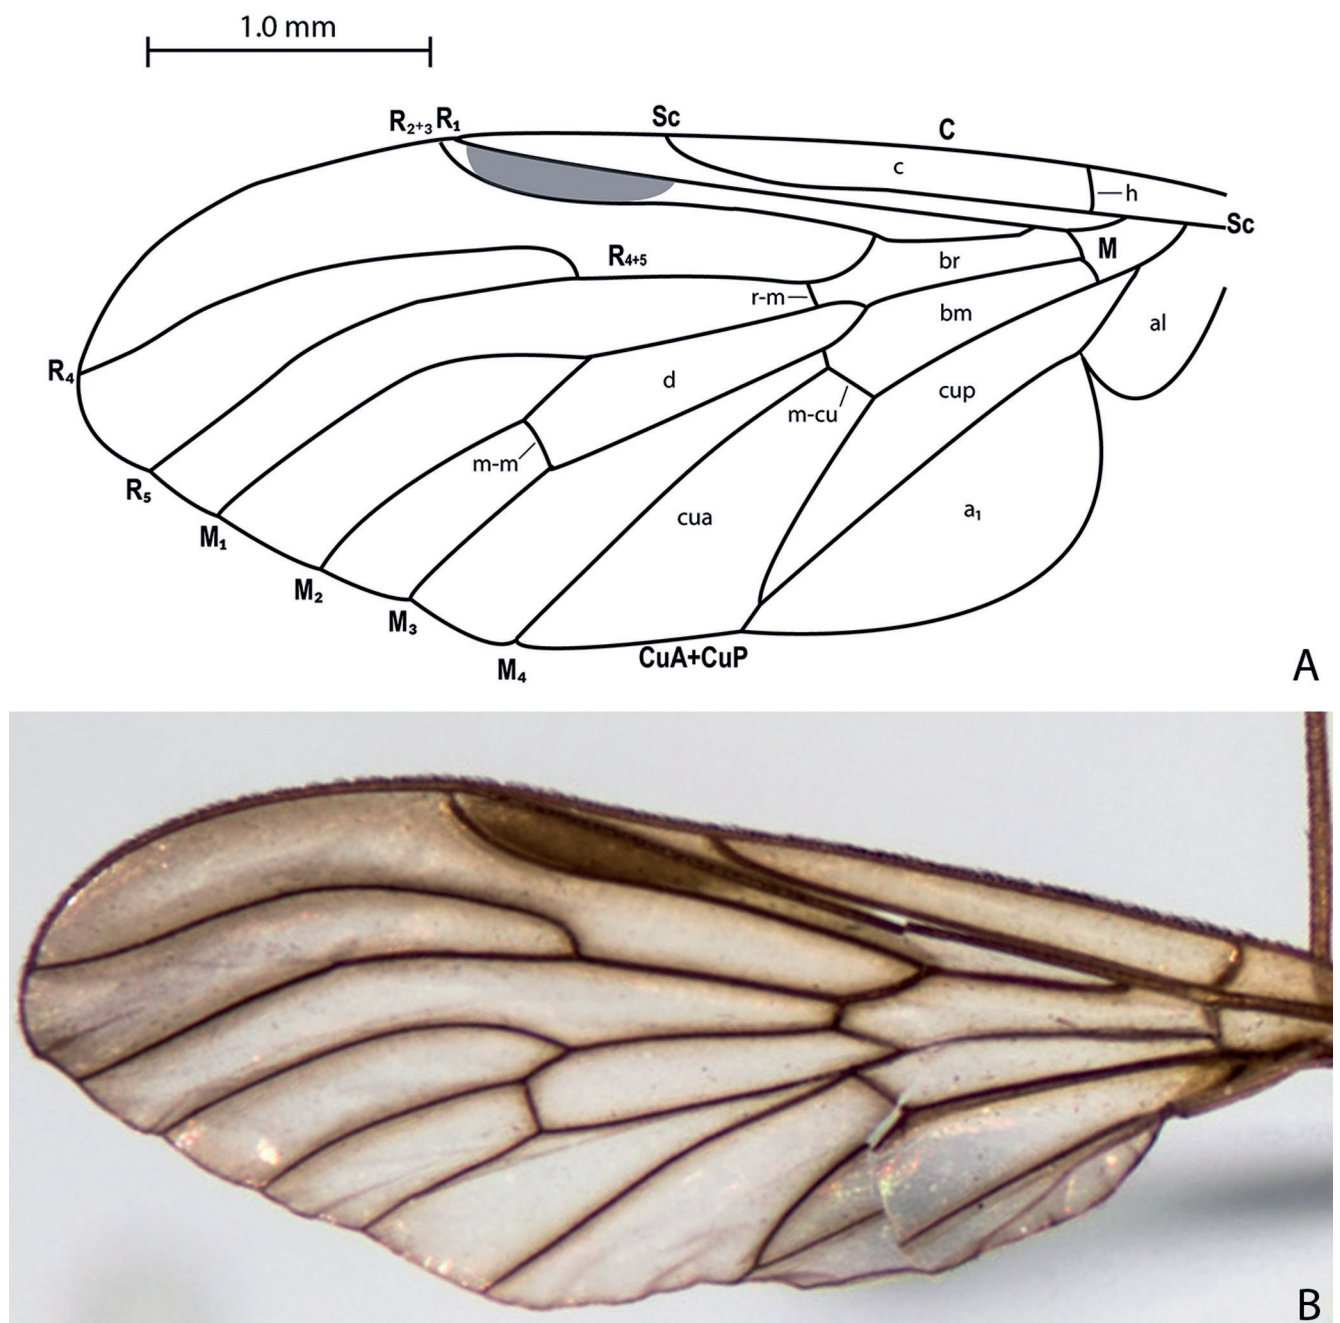 1.0 mm
R₂₊₃ R₁ Sc C
c
h
Sc
R₄₊₅ br M
r-m
bm
al
R₄
d
cup
m-cu
m-m
R₅
cua
a₁
M₁
M₂
M₃
CuA+CuP
M₄
A
B